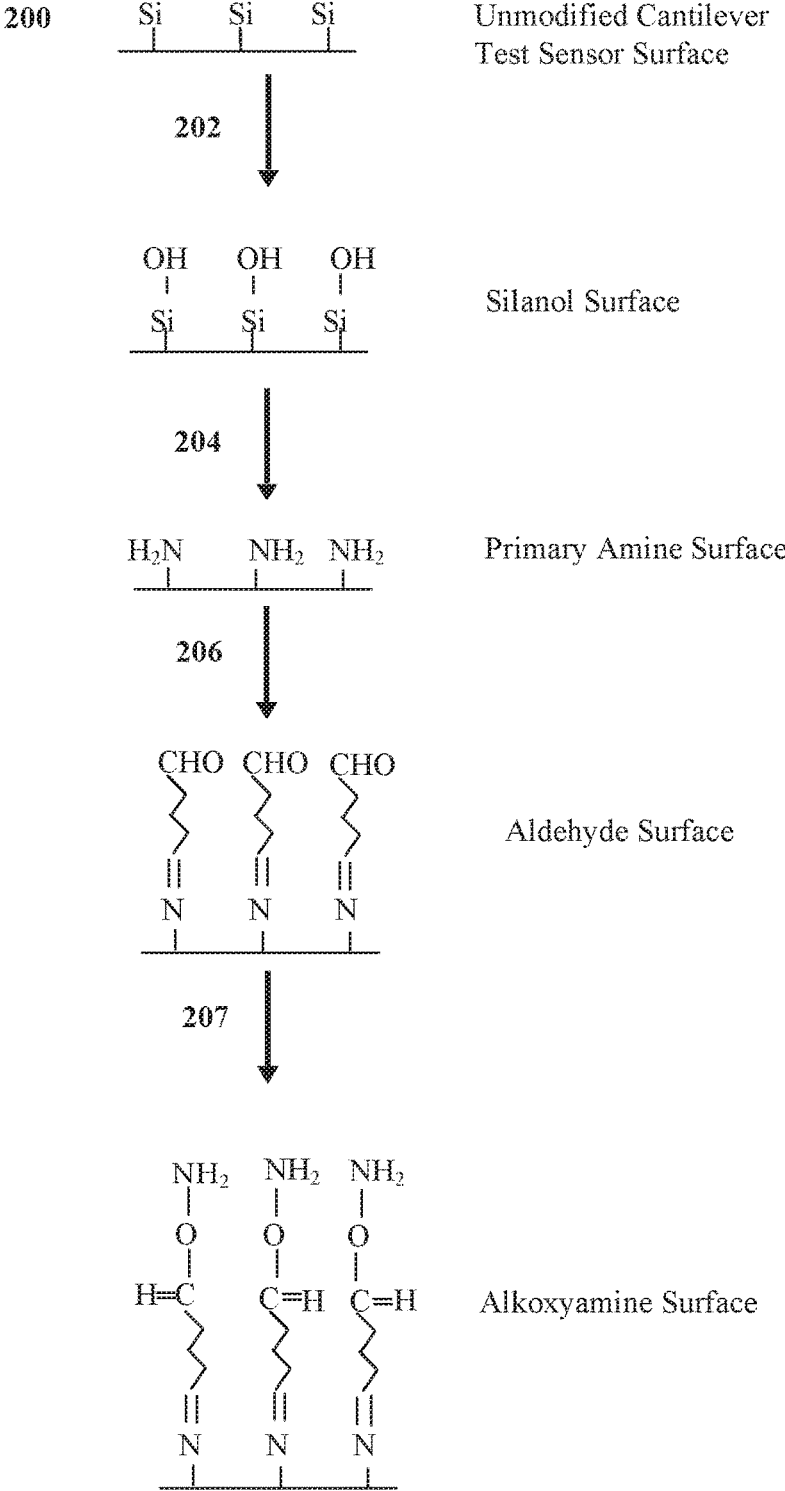 200
Si Si Si
Unmodified Cantilever
Test Sensor Surface
202
OH OH OH
Si Si Si
Silanol Surface
204
H₂N NH₂ NH₂
Primary Amine Surface
206
CHO CHO CHO
Aldehyde Surface
N N N
207
NH₂ NH₂ NH₂
O O O
H=C C=H C=H
Alkoxyamine Surface
N N N